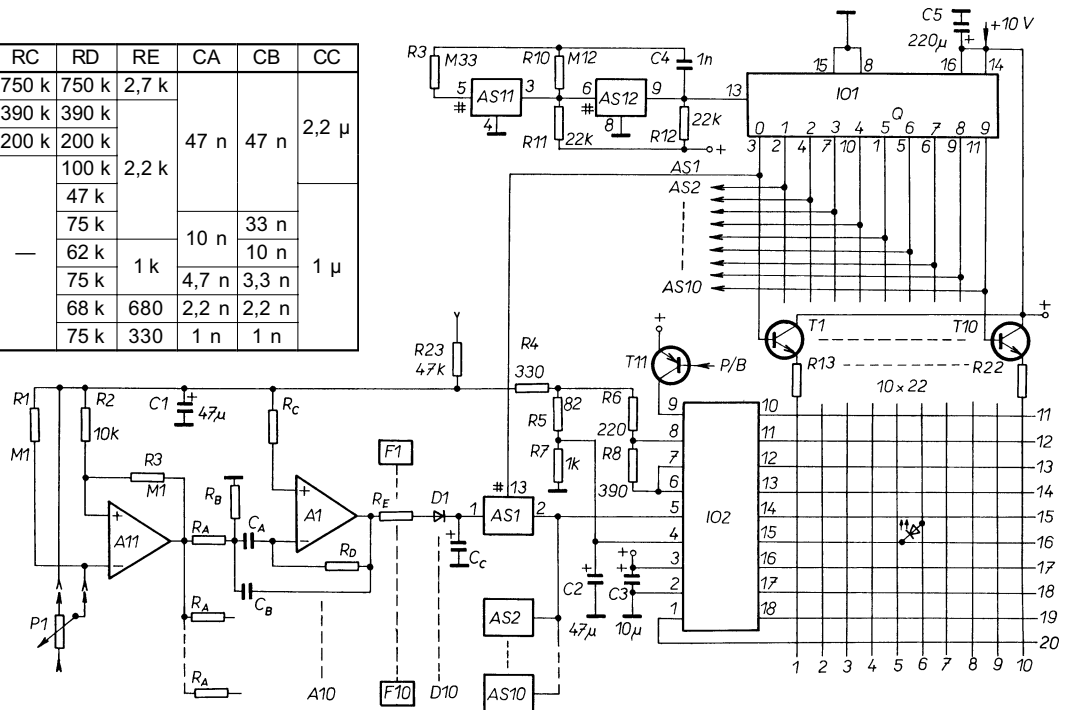 RC RD RE CA CB CC
750 k 750 k 2,7 k 47 n 47 n 2,2 µ
390 k 390 k 2,2 k
200 k 200 k
— 100 k
47 k 1 µ
75 k 10 n 33 n
62 k 1 k 10 n
75 k 4,7 n 3,3 n
68 k 680 2,2 n 2,2 n
75 k 330 1 n 1 n
C5
220µ
+
+10 V
15 8 16 14
R3
M33
R10
M12
C4
1n
5 AS11 3
#
4
6 AS12 9
#
8
R11
22k
R12
22k
+
13
IO1
Q
0 1 2 3 4 5 6 7 8 9
3 2 4 7 10 1 5 6 9 11
AS1
AS2
AS10
T1
T10
+
R13
R22
10 x 22
+
T11
P/B
R23
47k
R4
330
R5
82
R6
220
R7
1k
R8
390
R1
M1
R2
10k
C1
+
47µ
R3
M1
RC
+
A11
−
RA
RB
CA
CB
+
A1
−
RD
RE
F1
D1
+
CC
# 13
1 AS1 2
P1
RA
RA
A10
F10
D10
AS2
AS10
+
C2
47µ
+
+
C3
10µ
IO2
9
8
7
6
5
4
3
2
1
10
11
12
13
14
15
16
17
18
11
12
13
14
15
16
17
18
19
20
1 2 3 4 5 6 7 8 9 10